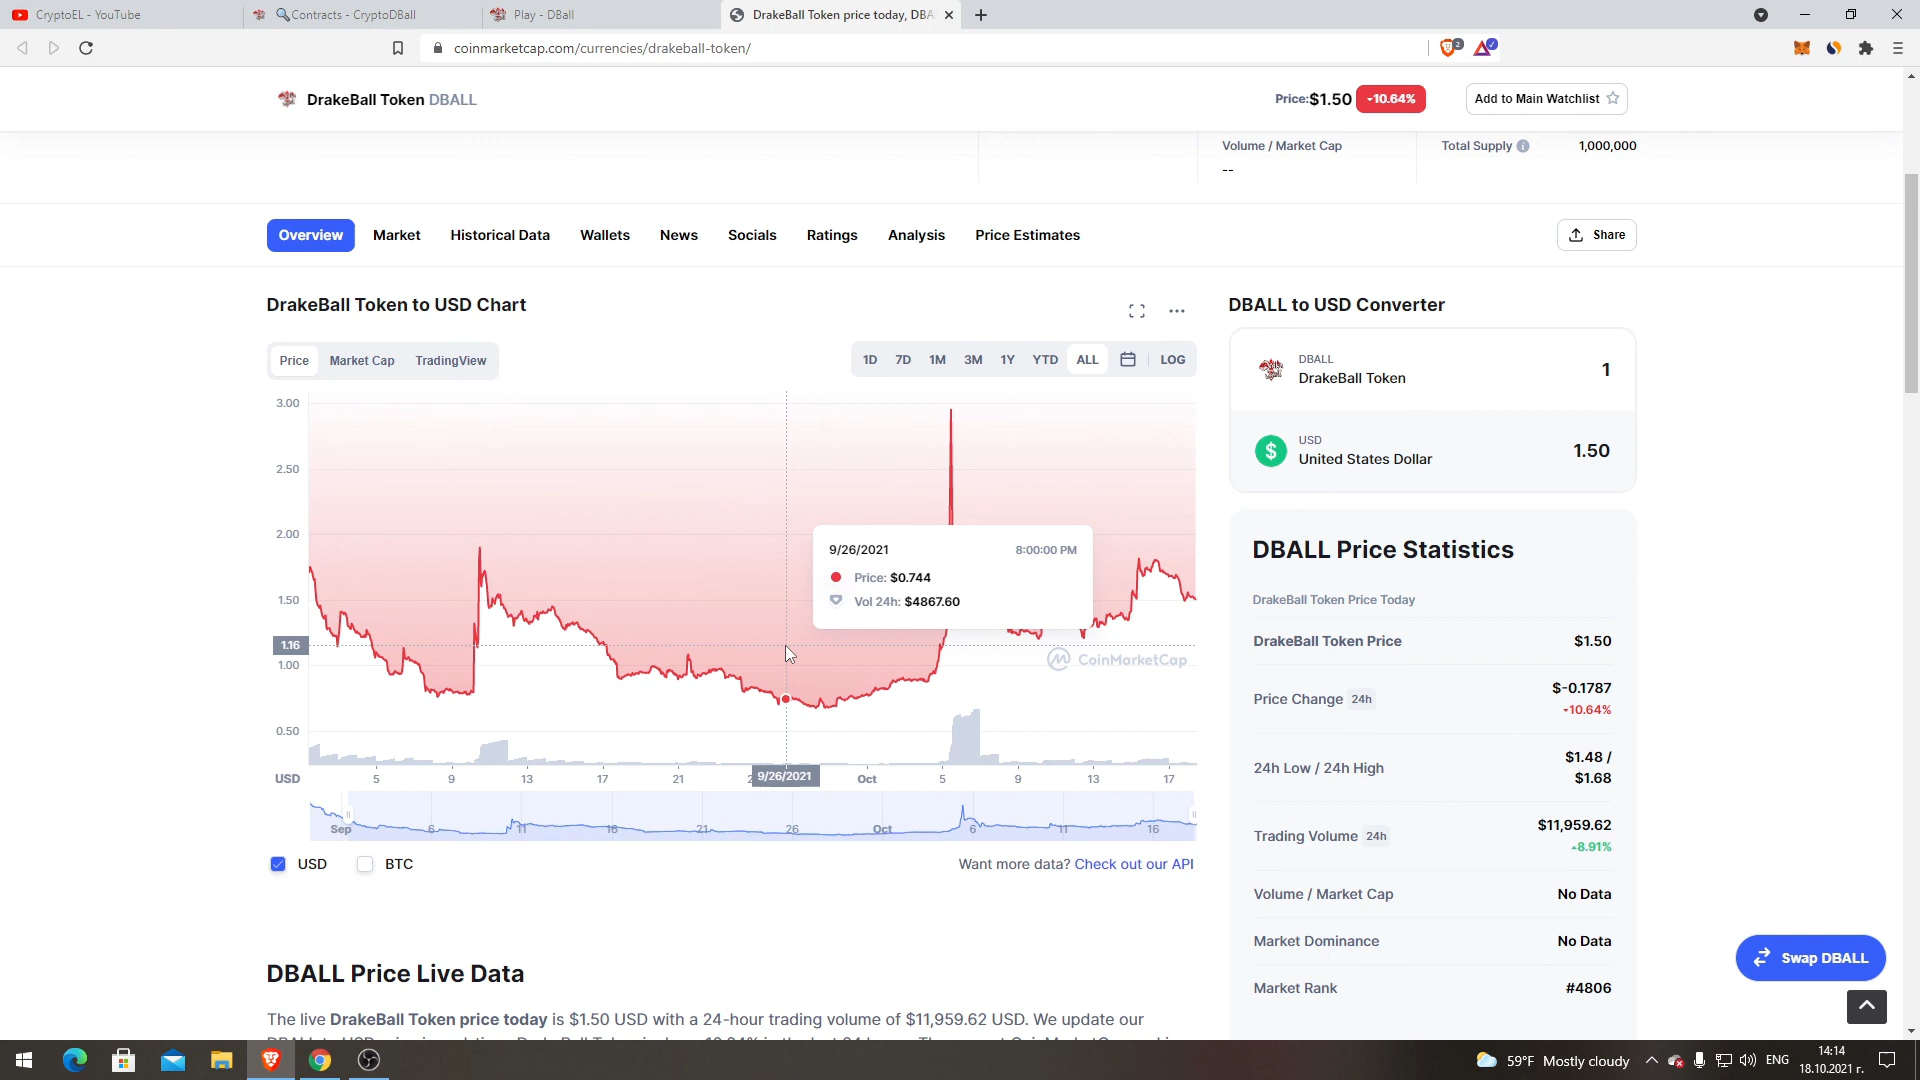 CryptoEL - YouTube
Contracts - CryptoDBall
Play - DBall
DrakeBall Token price today, DBA
coinmarketcap.com/currencies/drakeball-token/
2
DrakeBall Token DBALL
Price:$1.50
10.64%
Add to Main Watchlist
Volume / Market Cap
--
Total Supply
1,000,000
Overview
Market
Historical Data
Wallets
News
Socials
Ratings
Analysis
Price Estimates
Share
DrakeBall Token to USD Chart
Price
Market Cap
TradingView
1D
7D
1M
3M
1Y
YTD
ALL
LOG
3.00
2.50
2.00
1.50
1.16
1.00
0.50
9/26/2021
8:00:00 PM
Price: $0.744
Vol 24h: $4867.60
CoinMarketCap
USD
5
9
13
17
21
9/26/2021
Oct
5
9
13
17
Sep
6
11
16
21
26
Oct
6
11
16
USD
BTC
Want more data? Check out our API
DBALL to USD Converter
DBALL
DrakeBall Token
1
USD
United States Dollar
1.50
DBALL Price Statistics
DrakeBall Token Price Today
DrakeBall Token Price
$1.50
Price Change 24h
$-0.1787
10.64%
24h Low / 24h High
$1.48 /
$1.68
Trading Volume 24h
$11,959.62
8.91%
Volume / Market Cap
No Data
Market Dominance
No Data
Market Rank
#4806
Swap DBALL
DBALL Price Live Data
The live DrakeBall Token price today is $1.50 USD with a 24-hour trading volume of $11,959.62 USD. We update our
59°F Mostly cloudy
ENG
14:14
18.10.2021 г.